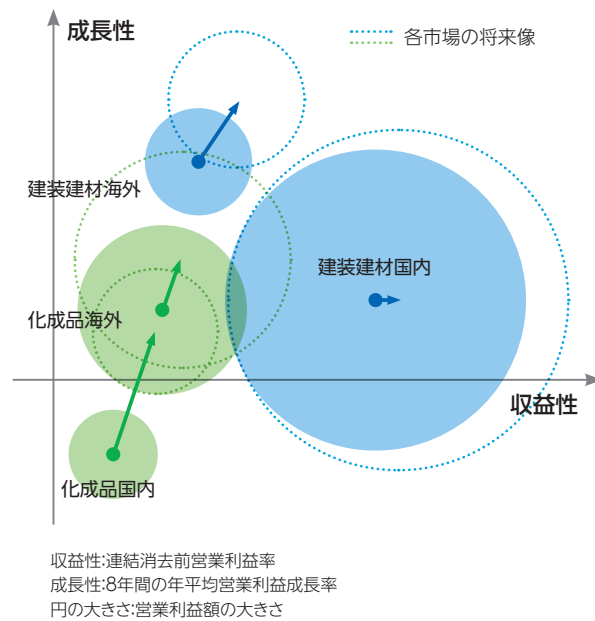 成長性
各市場の将来像
建装建材海外
建装建材国内
化成品海外
収益性
化成品国内
収益性:連結消去前営業利益率
成長性:8年間の年平均営業利益成長率
円の大きさ:営業利益額の大きさ